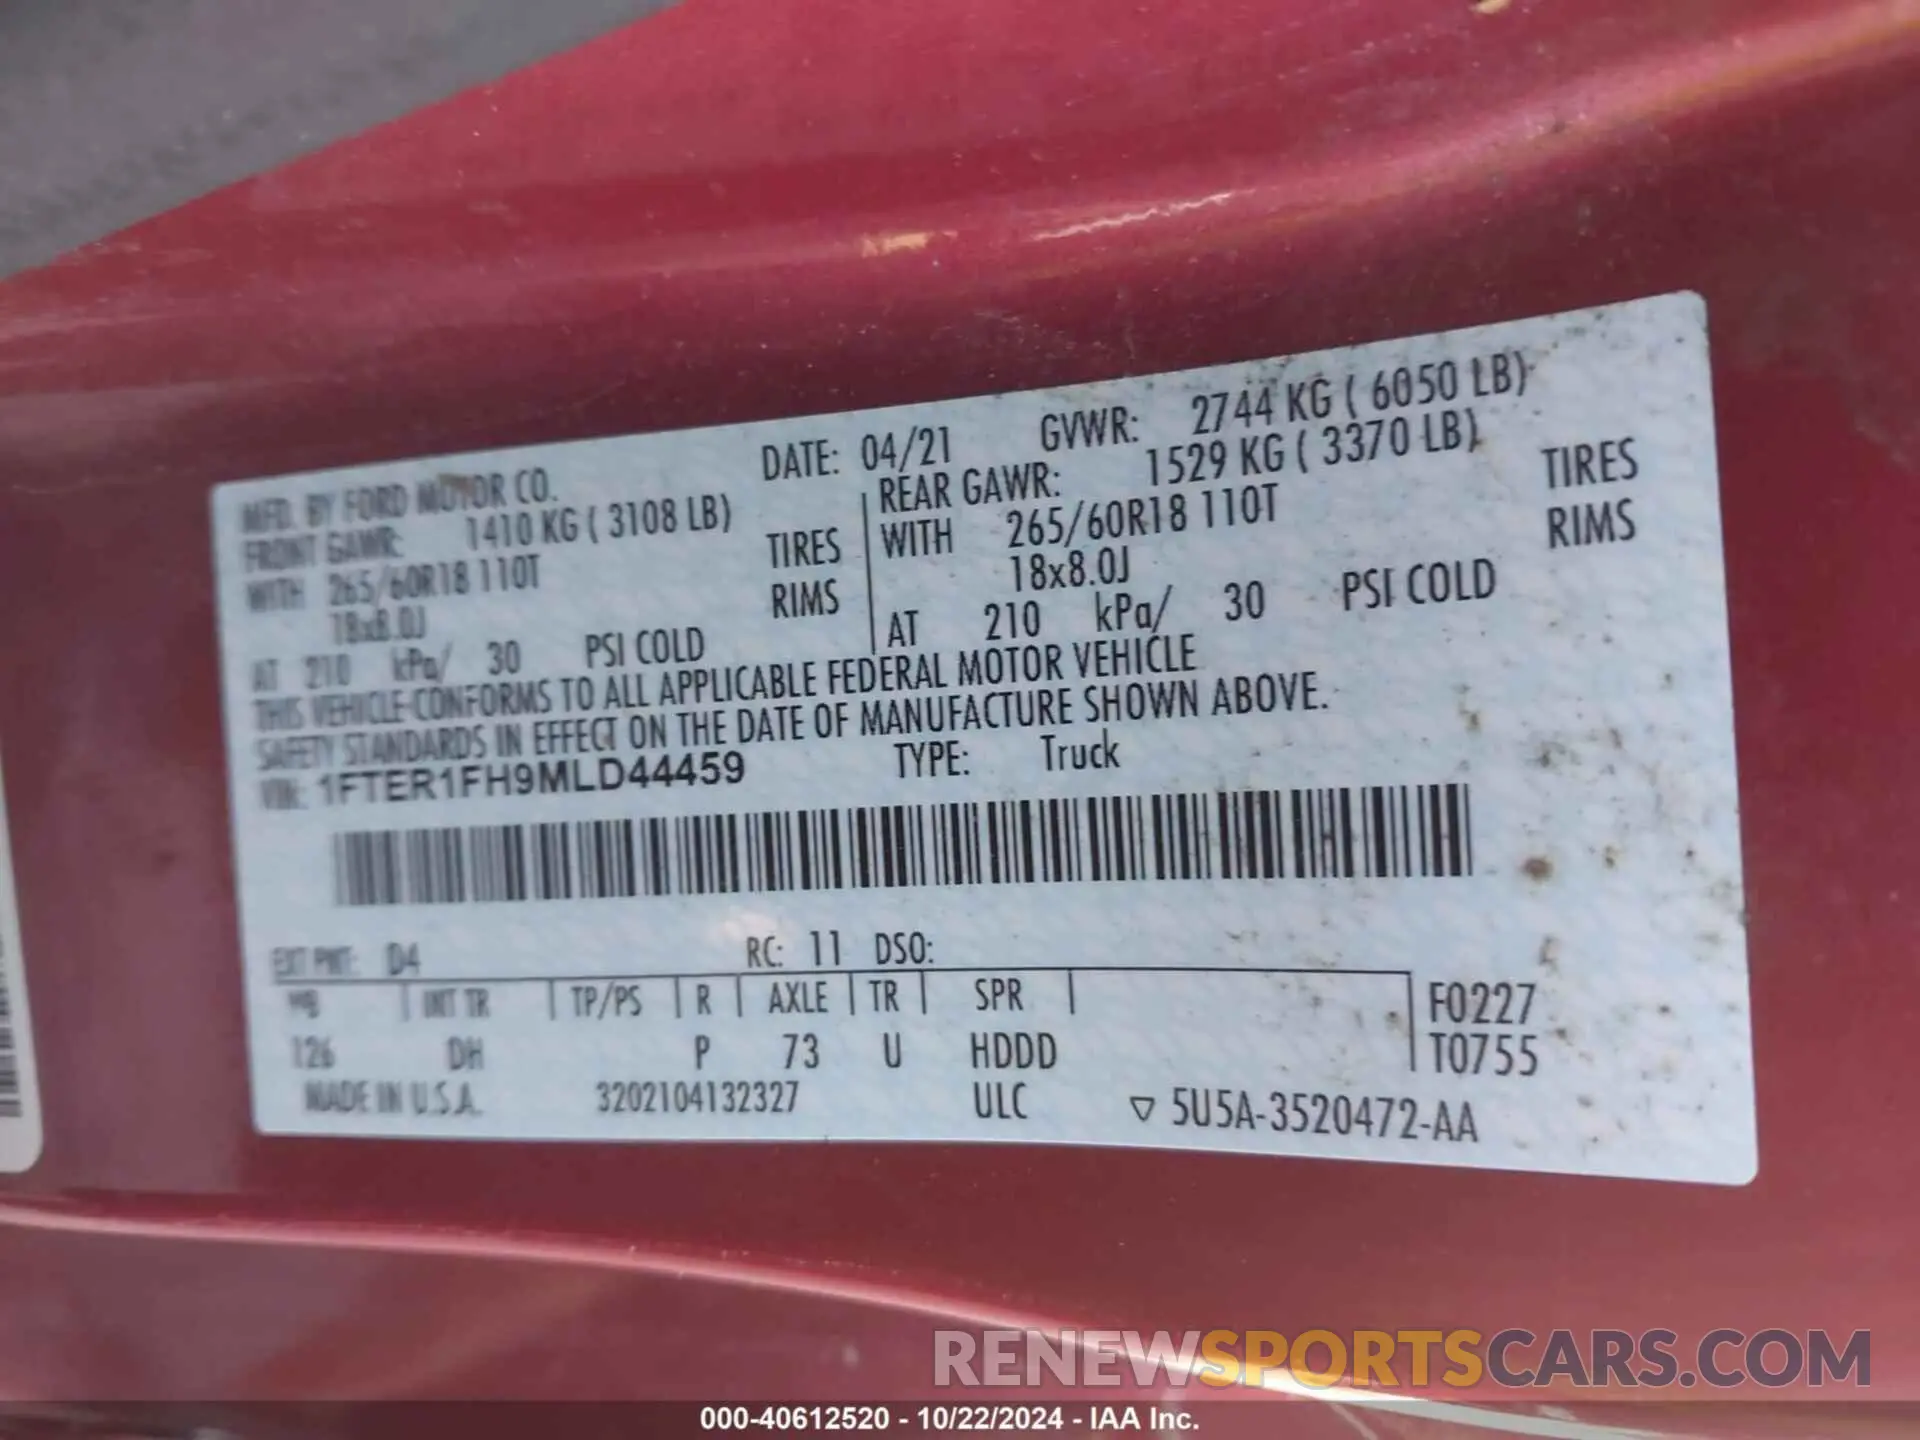 MFD. BY FORD MOTOR CO. DATE: 04/21 GVWR: 2744 KG ( 6050 LB)
FRONT GAWR: 1410 KG ( 3108 LB) REAR GAWR: 1529 KG ( 3370 LB)
WITH 265/60R18 110T TIRES WITH 265/60R18 110T TIRES
18x8.0J RIMS 18x8.0J RIMS
AT 210 kPa/ 30 PSI COLD AT 210 kPa/ 30 PSI COLD
THIS VEHICLE CONFORMS TO ALL APPLICABLE FEDERAL MOTOR VEHICLE
SAFETY STANDARDS IN EFFECT ON THE DATE OF MANUFACTURE SHOWN ABOVE.
VIN: 1FTER1FH9MLD44459 TYPE: Truck
EXT PNT: D4 RC: 11 DSO:
WB INT TR TP/PS R AXLE TR SPR F0227
126 DH P 73 U HDDD T0755
MADE IN U.S.A. 3202104132327 ULC ▽ 5U5A-3520472-AA
RENEWSPORTSCARS.COM
000-40612520 - 10/22/2024 - IAA Inc.